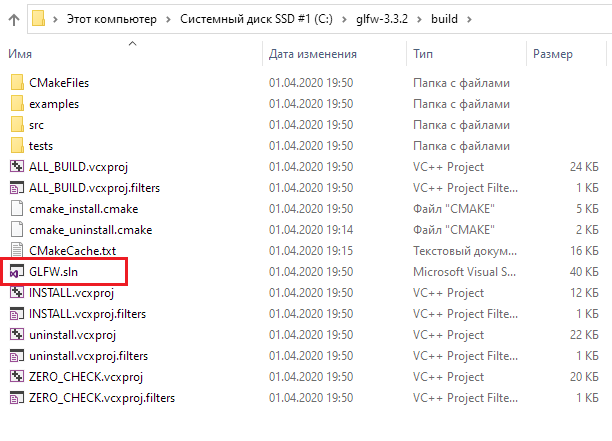 Этот компьютер > Системный диск SSD #1 (C:) > glfw-3.3.2 > build >
Имя Дата изменения Тип Размер
CMakeFiles 01.04.2020 19:50 Папка с файлами
examples 01.04.2020 19:50 Папка с файлами
src 01.04.2020 19:50 Папка с файлами
tests 01.04.2020 19:50 Папка с файлами
ALL_BUILD.vcxproj 01.04.2020 19:50 VC++ Project 24 КБ
ALL_BUILD.vcxproj.filters 01.04.2020 19:50 VC++ Project Filte... 1 КБ
cmake_install.cmake 01.04.2020 19:50 Файл "CMAKE" 5 КБ
cmake_uninstall.cmake 01.04.2020 19:14 Файл "CMAKE" 2 КБ
CMakeCache.txt 01.04.2020 19:15 Текстовый докум... 16 КБ
GLFW.sln 01.04.2020 19:50 Microsoft Visual S... 40 КБ
INSTALL.vcxproj 01.04.2020 19:50 VC++ Project 12 КБ
INSTALL.vcxproj.filters 01.04.2020 19:50 VC++ Project Filte... 1 КБ
uninstall.vcxproj 01.04.2020 19:50 VC++ Project 22 КБ
uninstall.vcxproj.filters 01.04.2020 19:50 VC++ Project Filte... 1 КБ
ZERO_CHECK.vcxproj 01.04.2020 19:50 VC++ Project 20 КБ
ZERO_CHECK.vcxproj.filters 01.04.2020 19:50 VC++ Project Filte... 1 КБ